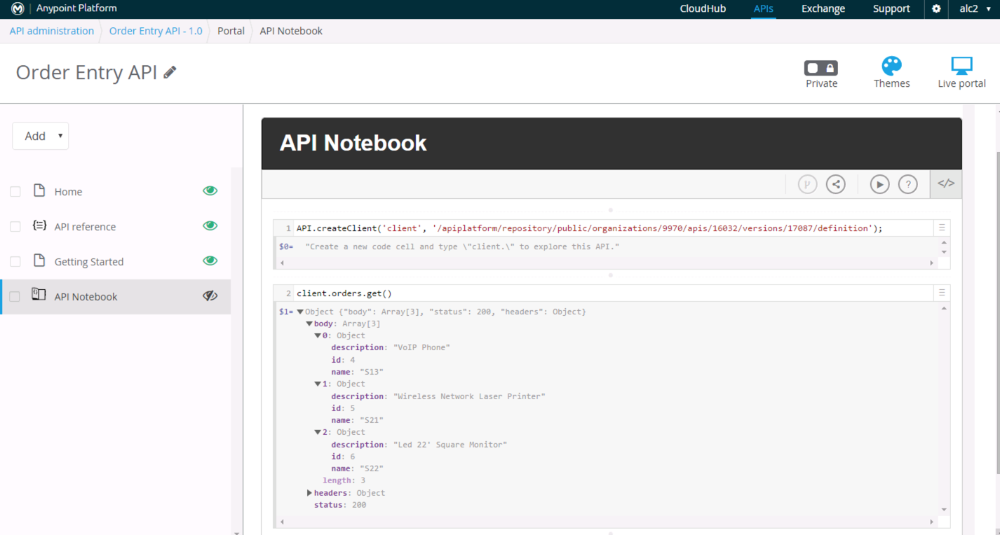 Anypoint Platform CloudHub APIs Exchange Support alc2
API administration Order Entry API - 1.0 Portal API Notebook
Order Entry API
Private Themes Live portal
Add
Home
API reference
Getting Started
API Notebook
API Notebook
?
</>
1 API.createClient('client', '/apiplatform/repository/public/organizations/9970/apis/16032/versions/17087/definition');
$0= "Create a new code cell and type \"client.\" to explore this API."
2 client.orders.get()
$1= Object {"body": Array[3], "status": 200, "headers": Object}
body: Array[3]
0: Object
description: "VoIP Phone"
id: 4
name: "S13"
1: Object
description: "Wireless Network Laser Printer"
id: 5
name: "S21"
2: Object
description: "Led 22' Square Monitor"
id: 6
name: "S22"
length: 3
headers: Object
status: 200